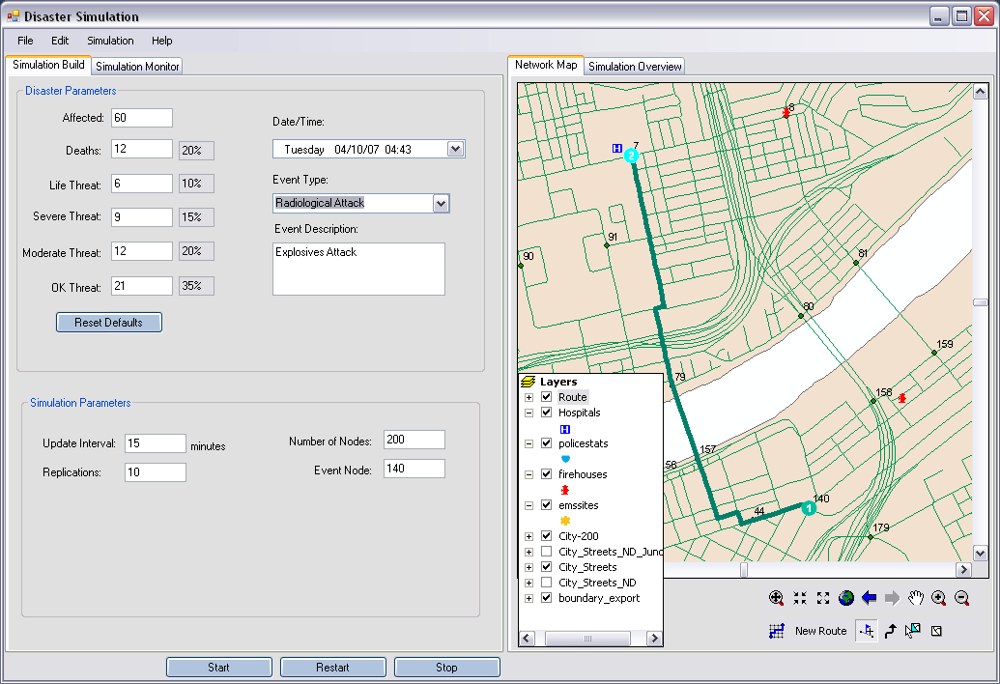 Disaster Simulation
File Edit Simulation Help
Simulation Build Simulation Monitor
Disaster Parameters
Affected: 60
Deaths: 12 20%
Life Threat: 6 10%
Severe Threat: 9 15%
Moderate Threat: 12 20%
OK Threat: 21 35%
Reset Defaults
Date/Time:
Tuesday 04/10/07 04:43
Event Type:
Radiological Attack
Event Description:
Explosives Attack
Simulation Parameters
Update Interval: 15 minutes
Replications: 10
Number of Nodes: 200
Event Node: 140
Start Restart Stop
Network Map Simulation Overview
8
H 2 7
91
90
81
80
159
79
158
157
56
140
1
44
179
Layers
Route
Hospitals
H
policestats
firehouses
emssites
City-200
City_Streets_ND_Junc
City_Streets
City_Streets_ND
boundary_export
New Route